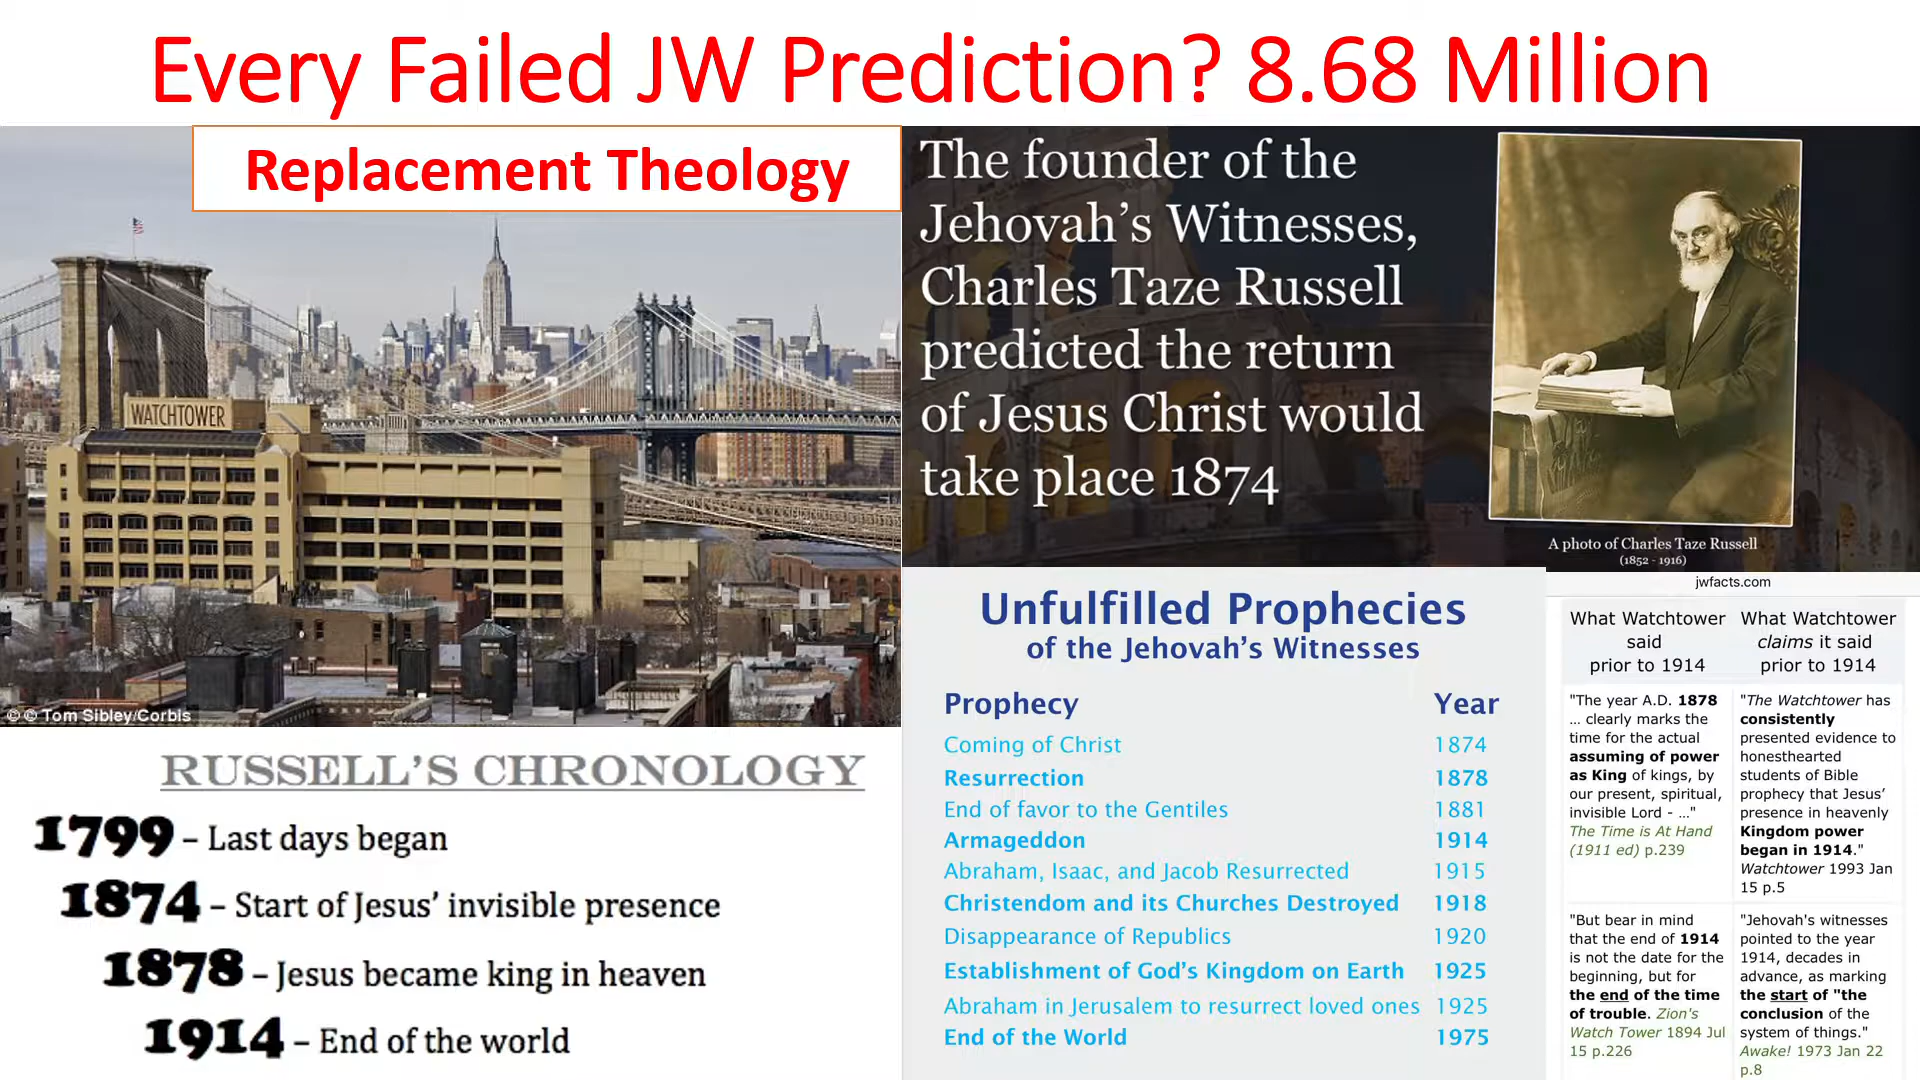 Every Failed JW Prediction? 8.68 Million
Replacement Theology
WATCHTOWER
© © Tom Sibley/Corbis
RUSSELL'S CHRONOLOGY
1799 – Last days began
1874 – Start of Jesus' invisible presence
1878 – Jesus became king in heaven
1914 – End of the world
The founder of the
Jehovah's Witnesses,
Charles Taze Russell
predicted the return
of Jesus Christ would
take place 1874
A photo of Charles Taze Russell
(1852 - 1916)
Unfulfilled Prophecies
of the Jehovah's Witnesses
Prophecy Year
Coming of Christ 1874
Resurrection 1878
End of favor to the Gentiles 1881
Armageddon 1914
Abraham, Isaac, and Jacob Resurrected 1915
Christendom and its Churches Destroyed 1918
Disappearance of Republics 1920
Establishment of God's Kingdom on Earth 1925
Abraham in Jerusalem to resurrect loved ones 1925
End of the World 1975
jwfacts.com
What Watchtower
said
prior to 1914
What Watchtower
claims it said
prior to 1914
"The year A.D. 1878
... clearly marks the
time for the actual
assuming of power
as King of kings, by
our present, spiritual,
invisible Lord - ..."
The Time is At Hand
(1911 ed) p.239
"The Watchtower has
consistently
presented evidence to
honesthearted
students of Bible
prophecy that Jesus'
presence in heavenly
Kingdom power
began in 1914."
Watchtower 1993 Jan
15 p.5
"But bear in mind
that the end of 1914
is not the date for the
beginning, but for
the end of the time
of trouble. Zion's
Watch Tower 1894 Jul
15 p.226
"Jehovah's witnesses
pointed to the year
1914, decades in
advance, as marking
the start of "the
conclusion of the
system of things."
Awake! 1973 Jan 22
p.8